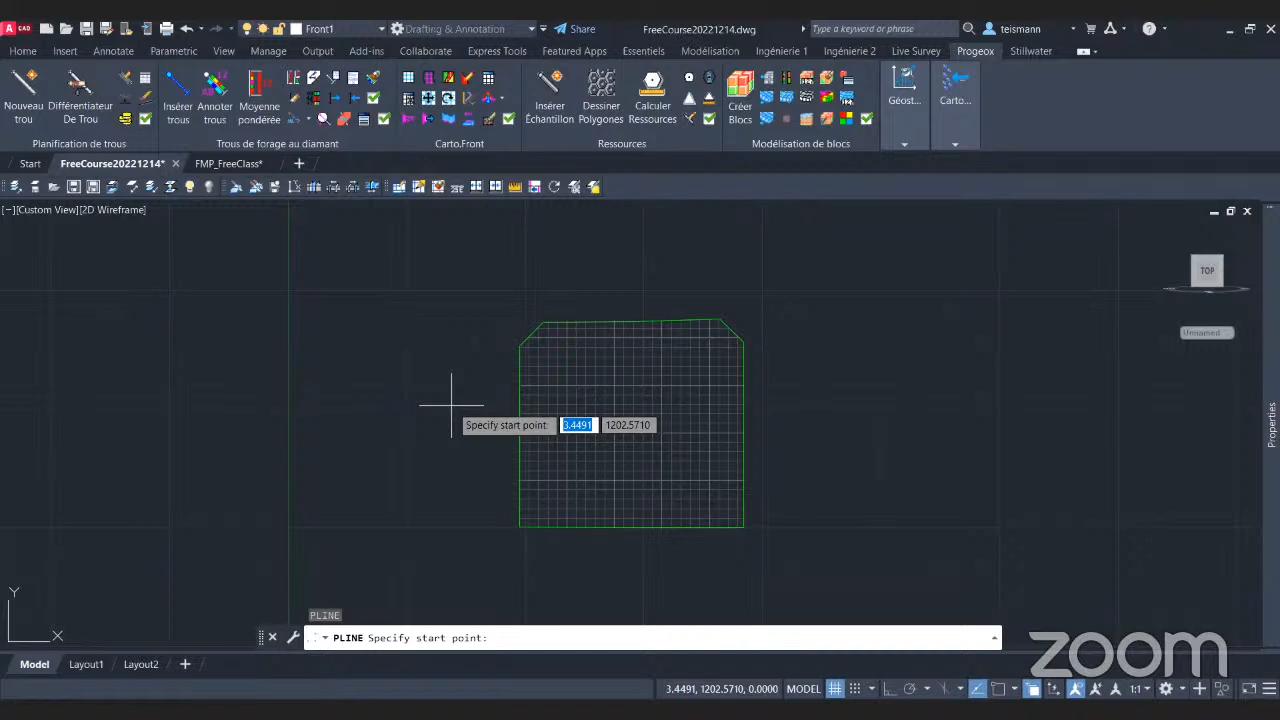 A CAD Front1 Drafting & Annotation Share FreeCourse20221214.dwg Type a keyword or phrase teismann
Home Insert Annotate Parametric View Manage Output Add-ins Collaborate Express Tools Featured Apps Essentiels Modélisation Ingénierie 1 Ingénierie 2 Live Survey Progeox Stillwater
Nouveau trou
Différentiateur De Trou
Insérer trous
Annoter trous
Moyenne pondérée
Insérer Échantillon
Dessiner Polygones
Calculer Ressources
Créer Blocs
Géost...
Carto...
Planification de trous Trous de forage au diamant Carto.Front Ressources Modélisation de blocs
Start FreeCourse20221214* FMP_FreeClass*
[−][Custom View][2D Wireframe]
TOP
Unnamed
Properties
Specify start point: 3.4491 1202.5710
Y
X
PLINE
PLINE Specify start point:
zoom
Model Layout1 Layout2
3.4491, 1202.5710, 0.0000 MODEL 1:1